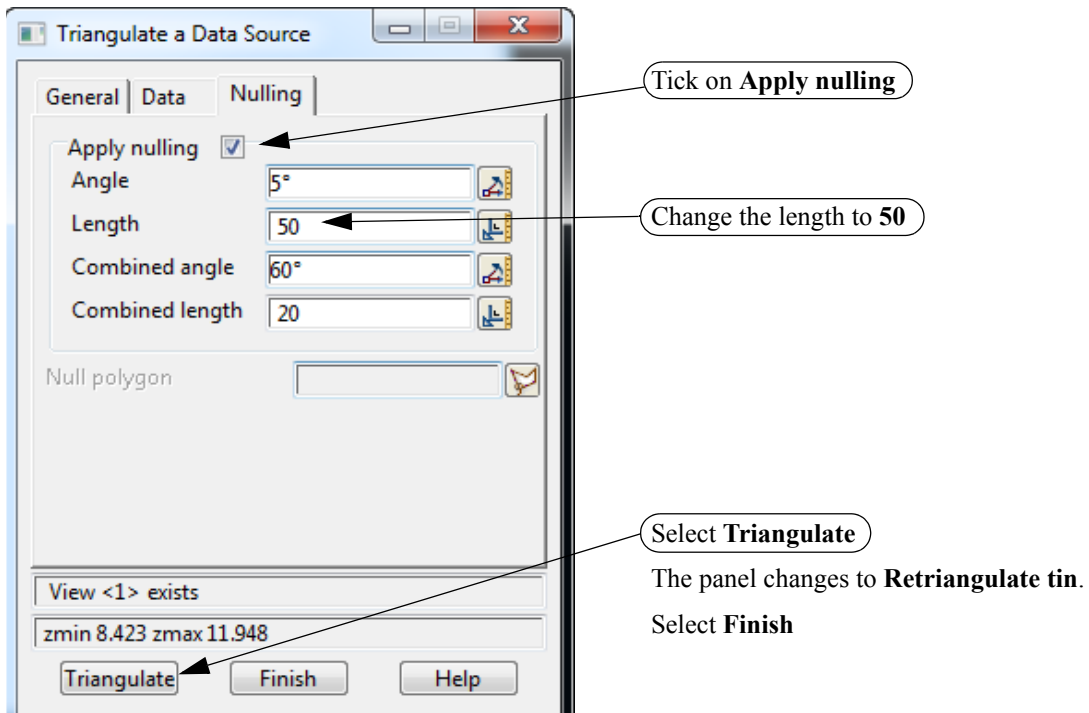 Triangulate a Data Source
General Data Nulling
Tick on Apply nulling
Apply nulling
Angle 5°
Length 50
Change the length to 50
Combined angle 60°
Combined length 20
Null polygon
Select Triangulate
The panel changes to Retriangulate tin.
Select Finish
View <1> exists
zmin 8.423 zmax 11.948
Triangulate Finish Help